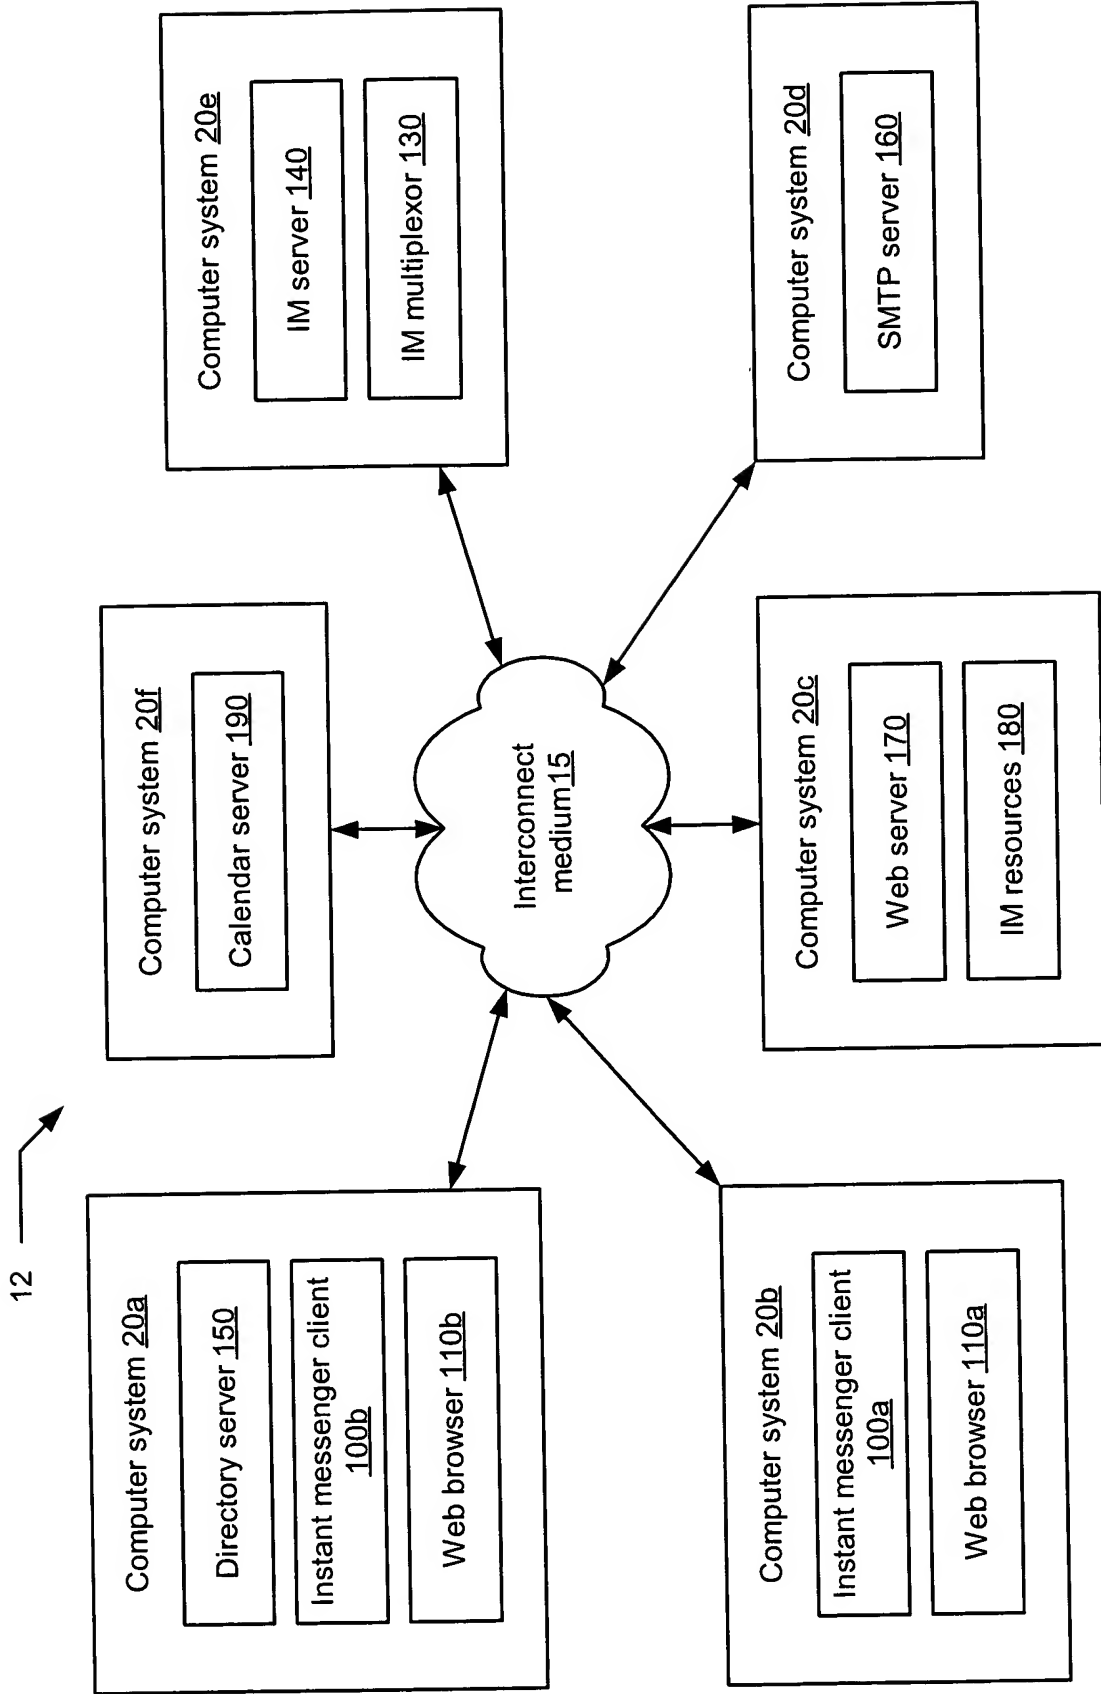 12
Computer system 20a
Directory server 150
Instant messenger client
100b
Web browser 110b
Computer system 20f
Calendar server 190
Computer system 20e
IM server 140
IM multiplexor 130
Interconnect
medium15
Computer system 20b
Instant messenger client
100a
Web browser 110a
Computer system 20c
Web server 170
IM resources 180
Computer system 20d
SMTP server 160